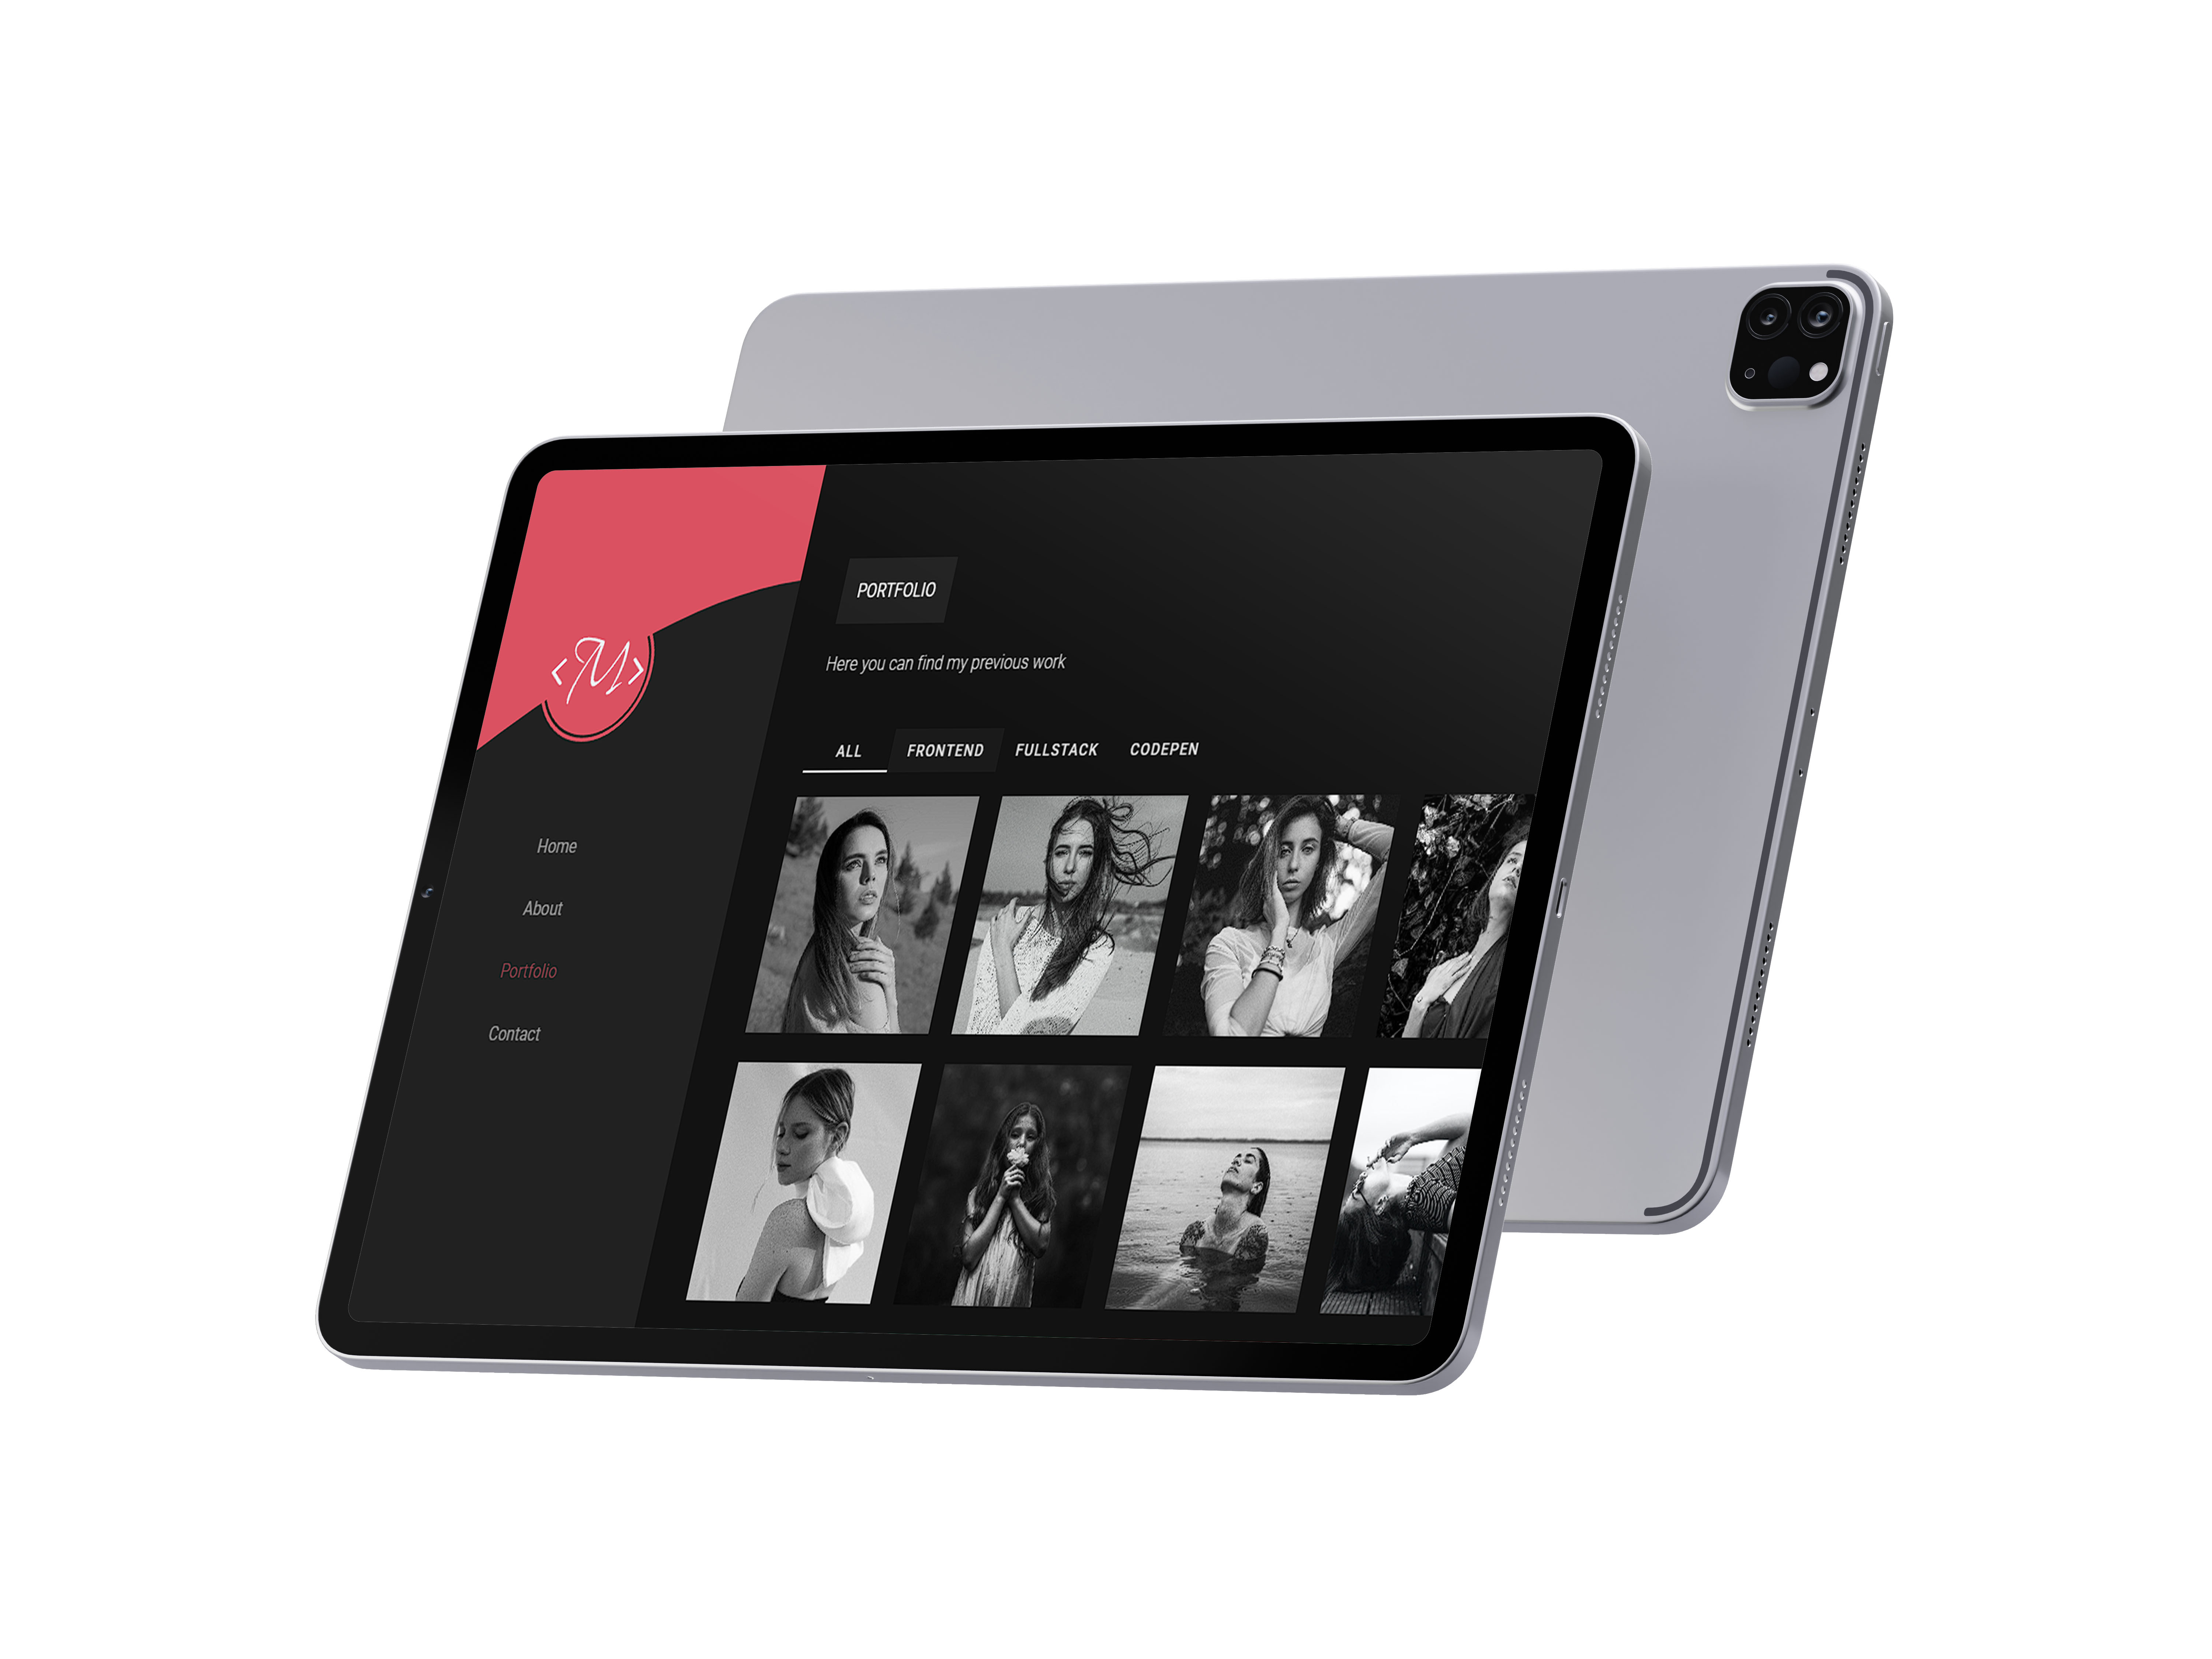 <M>
Home
About
Portfolio
Contact
PORTFOLIO
Here you can find my previous work
ALL FRONTEND FULLSTACK CODEPEN